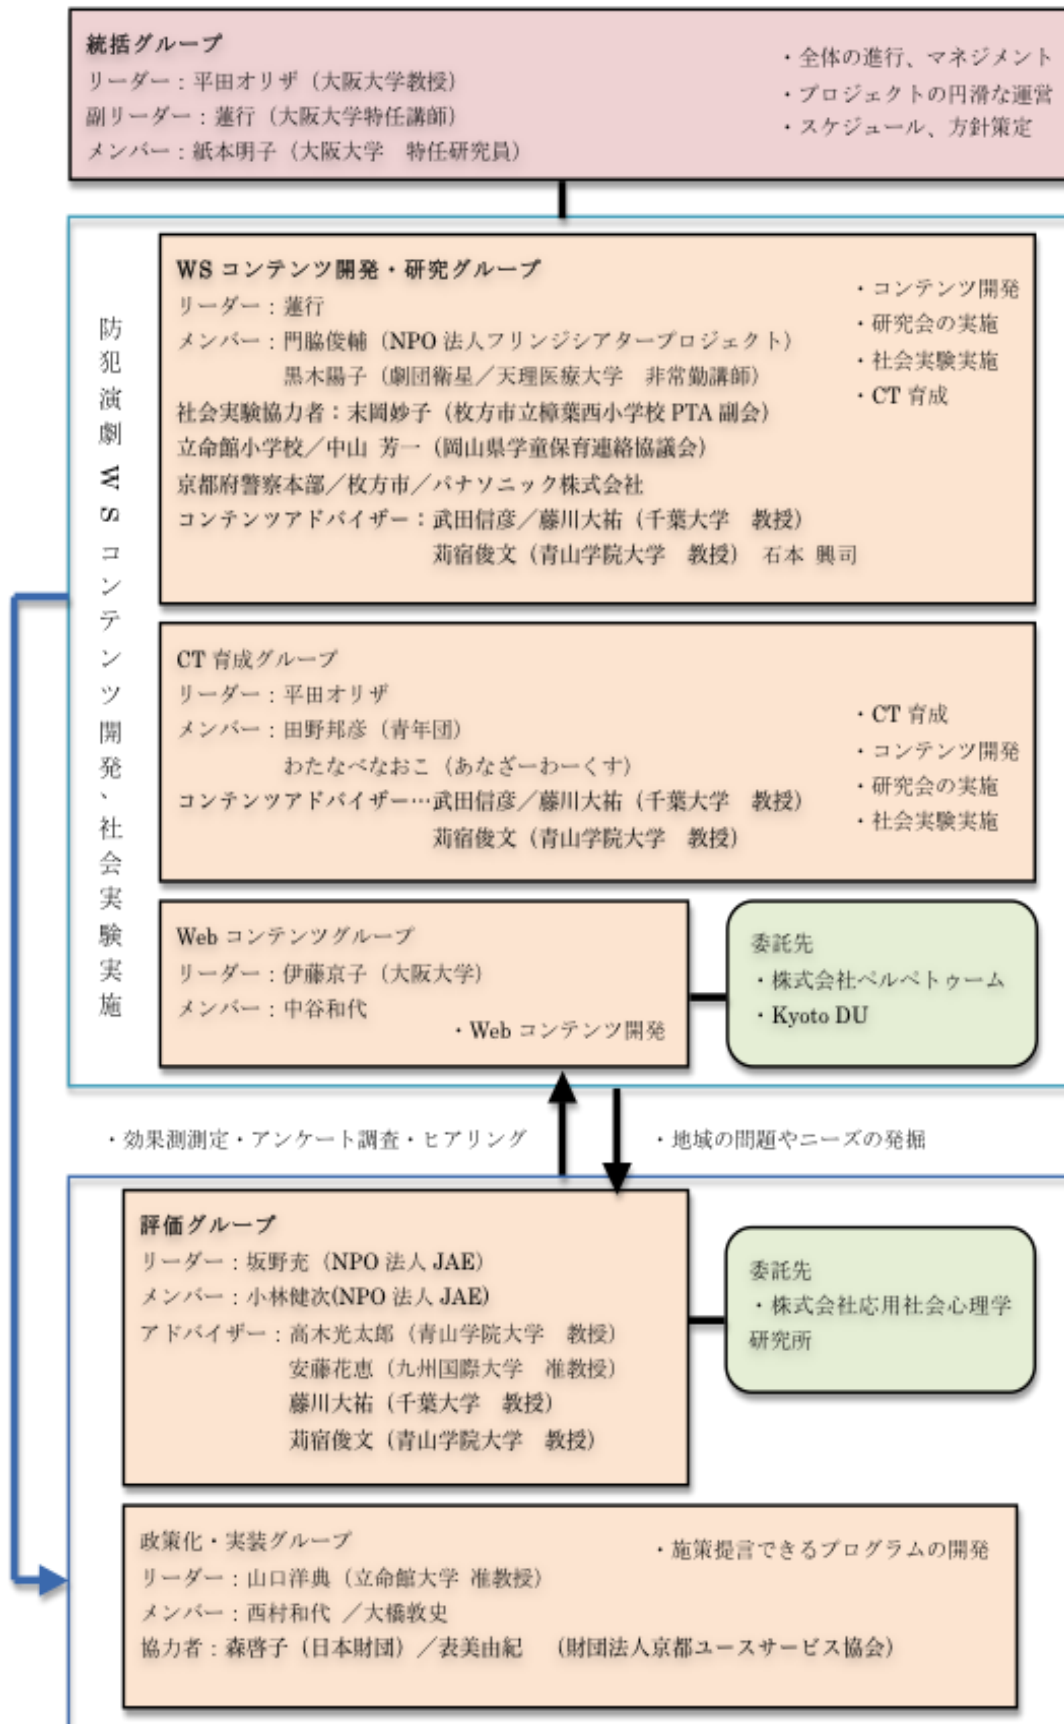 統括グループ
リーダー：平田オリザ（大阪大学教授）
副リーダー：蓮行（大阪大学特任講師）
メンバー：紙本明子（大阪大学　特任研究員）
・全体の進行、マネジメント
・プロジェクトの円滑な運営
・スケジュール、方針策定
防犯演劇WSコンテンツ開発、社会実験実施
WS コンテンツ開発・研究グループ
リーダー：蓮行
メンバー：門脇俊輔（NPO 法人フリンジシアタープロジェクト）
黒木陽子（劇団衛星／天理医療大学　非常勤講師）
社会実験協力者：末岡妙子（枚方市立樟葉西小学校 PTA 副会）
立命館小学校／中山 芳一（岡山県学童保育連絡協議会）
京都府警察本部／枚方市／パナソニック株式会社
コンテンツアドバイザー：武田信彦／藤川大祐（千葉大学　教授）
苅宿俊文（青山学院大学　教授） 石本 興司
・コンテンツ開発
・研究会の実施
・社会実験実施
・CT 育成
CT 育成グループ
リーダー：平田オリザ
メンバー：田野邦彦（青年団）
わたなべなおこ（あなざーわーくす）
コンテンツアドバイザー…武田信彦／藤川大祐（千葉大学　教授）
苅宿俊文（青山学院大学　教授）
・CT 育成
・コンテンツ開発
・研究会の実施
・社会実験実施
Web コンテンツグループ
リーダー：伊藤京子（大阪大学）
メンバー：中谷和代
・Web コンテンツ開発
委託先
・株式会社ペルペトゥーム
・Kyoto DU
・効果測測定・アンケート調査・ヒアリング
・地域の問題やニーズの発掘
評価グループ
リーダー：坂野充（NPO 法人 JAE）
メンバー：小林健次(NPO 法人 JAE)
アドバイザー：高木光太郎（青山学院大学　教授）
安藤花恵（九州国際大学　准教授）
藤川大祐（千葉大学　教授）
苅宿俊文（青山学院大学　教授）
委託先
・株式会社応用社会心理学
研究所
政策化・実装グループ
リーダー：山口洋典（立命館大学 准教授）
メンバー：西村和代 ／大橋敦史
協力者：森啓子（日本財団）／表美由紀　（財団法人京都ユースサービス協会）
・施策提言できるプログラムの開発